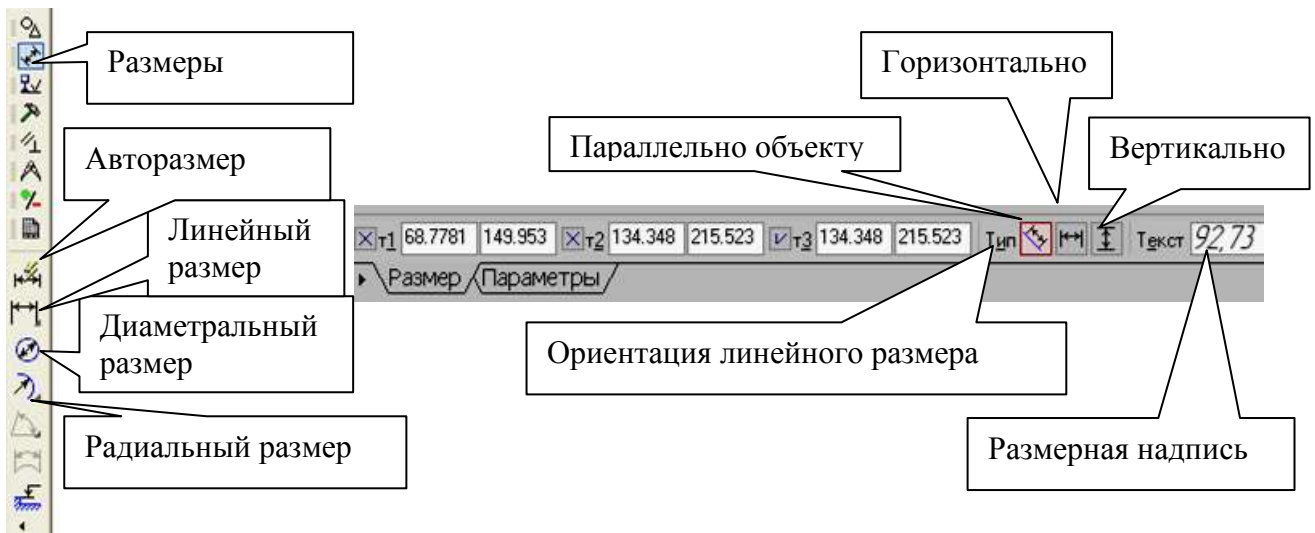 Размеры
Горизонтально
Параллельно объекту
Вертикально
Авторазмер
Линейный
размер
т1 68.7781 149.953 т2 134.348 215.523 т3 134.348 215.523 Тип Текст 92,73
Размер Параметры
Диаметральный
размер
Ориентация линейного размера
Радиальный размер
Размерная надпись